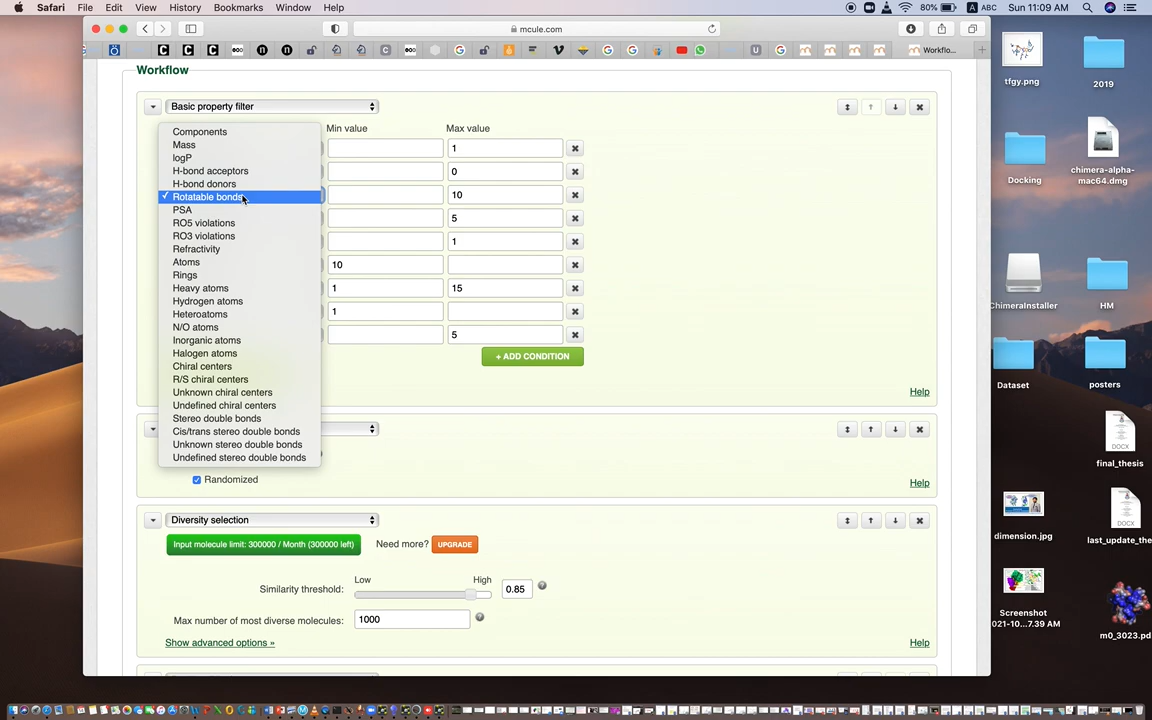 Safari File Edit View History Bookmarks Window Help
80% ABC Sun 11:09 AM
mcule.com
Workflo...
Workflow
Basic property filter
Min value Max value
Components
Mass
logP
H-bond acceptors
H-bond donors
✓ Rotatable bonds
PSA
RO5 violations
RO3 violations
Refractivity
Atoms
Rings
Heavy atoms
Hydrogen atoms
Heteroatoms
N/O atoms
Inorganic atoms
Halogen atoms
Chiral centers
R/S chiral centers
Unknown chiral centers
Undefined chiral centers
Stereo double bonds
Cis/trans stereo double bonds
Unknown stereo double bonds
Undefined stereo double bonds
1
0
10
5
1
10
1 15
1
5
+ ADD CONDITION
Help
Randomized
Help
Diversity selection
Input molecule limit: 300000 / Month (300000 left) Need more? UPGRADE
Low High
Similarity threshold: 0.85
Max number of most diverse molecules: 1000
Show advanced options » Help
tfgy.png
2019
Docking
chimera-alpha-
mac64.dmg
ChimeraInstaller
HM
Dataset
posters
DOCX
final_thesis
dimension.jpg
DOCX
last_update_the
Screenshot
021-10...7.39 AM
m0_3023.pd